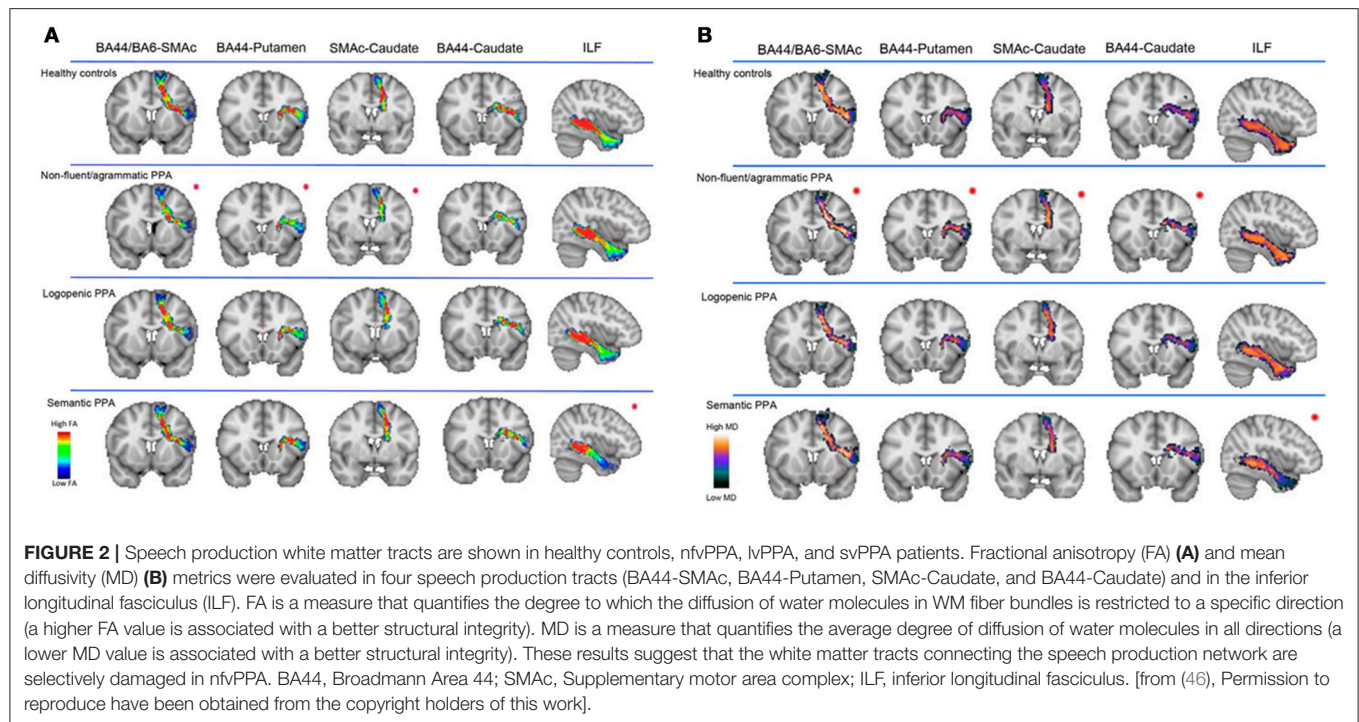 A
BA44/BA6-SMAc BA44-Putamen SMAc-Caudate BA44-Caudate ILF
Healthy controls
Non-fluent/agrammatic PPA
Logopenic PPA
Semantic PPA
High FA
Low FA
B
BA44/BA6-SMAc BA44-Putamen SMAc-Caudate BA44-Caudate ILF
Healthy controls
Non-fluent/agrammatic PPA
Logopenic PPA
Semantic PPA
High MD
Low MD
FIGURE 2 | Speech production white matter tracts are shown in healthy controls, nfvPPA, lvPPA, and svPPA patients. Fractional anisotropy (FA) (A) and mean
diffusivity (MD) (B) metrics were evaluated in four speech production tracts (BA44-SMAc, BA44-Putamen, SMAc-Caudate, and BA44-Caudate) and in the inferior
longitudinal fasciculus (ILF). FA is a measure that quantifies the degree to which the diffusion of water molecules in WM fiber bundles is restricted to a specific direction
(a higher FA value is associated with a better structural integrity). MD is a measure that quantifies the average degree of diffusion of water molecules in all directions (a
lower MD value is associated with a better structural integrity). These results suggest that the white matter tracts connecting the speech production network are
selectively damaged in nfvPPA. BA44, Broadmann Area 44; SMAc, Supplementary motor area complex; ILF, inferior longitudinal fasciculus. [from (46), Permission to
reproduce have been obtained from the copyright holders of this work].